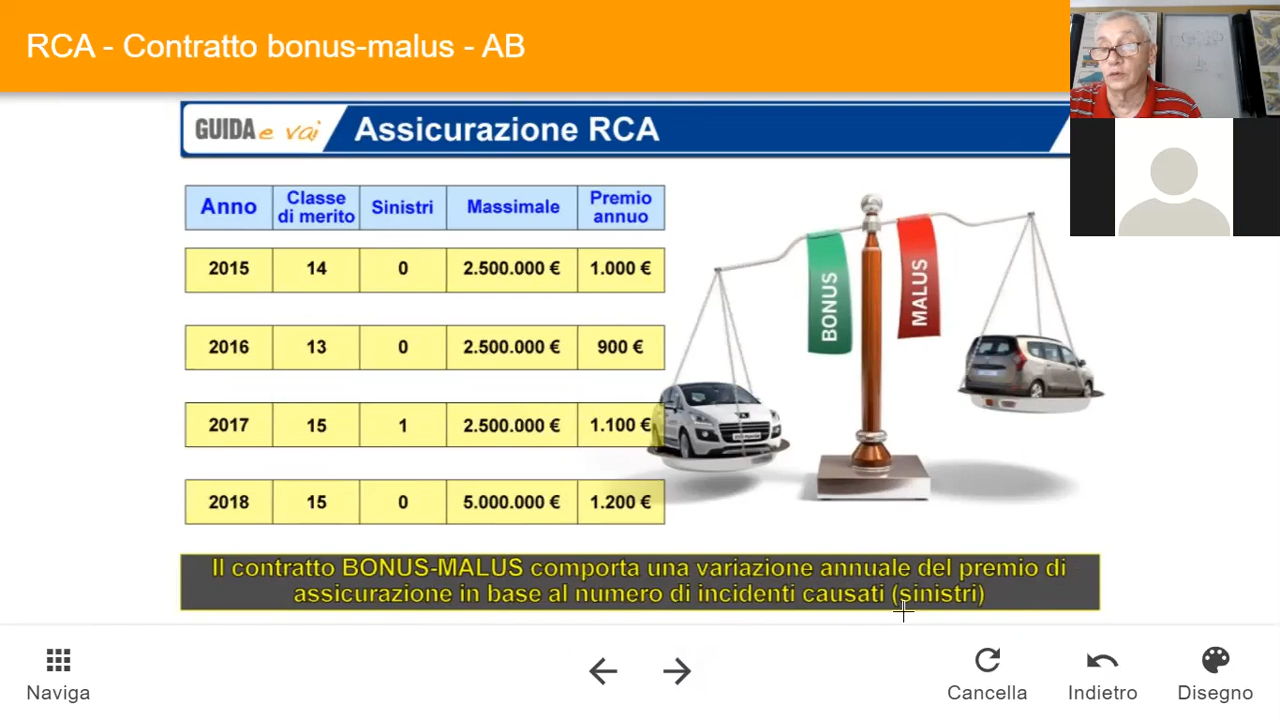 RCA - Contratto bonus-malus - AB
GUIDA e vai
Assicurazione RCA
Anno Classe di merito Sinistri Massimale Premio annuo
2015 14 0 2.500.000 € 1.000 €
2016 13 0 2.500.000 € 900 €
2017 15 1 2.500.000 € 1.100 €
2018 15 0 5.000.000 € 1.200 €
BONUS
MALUS
Il contratto BONUS-MALUS comporta una variazione annuale del premio di
assicurazione in base al numero di incidenti causati (sinistri)
Naviga
Cancella
Indietro
Disegno